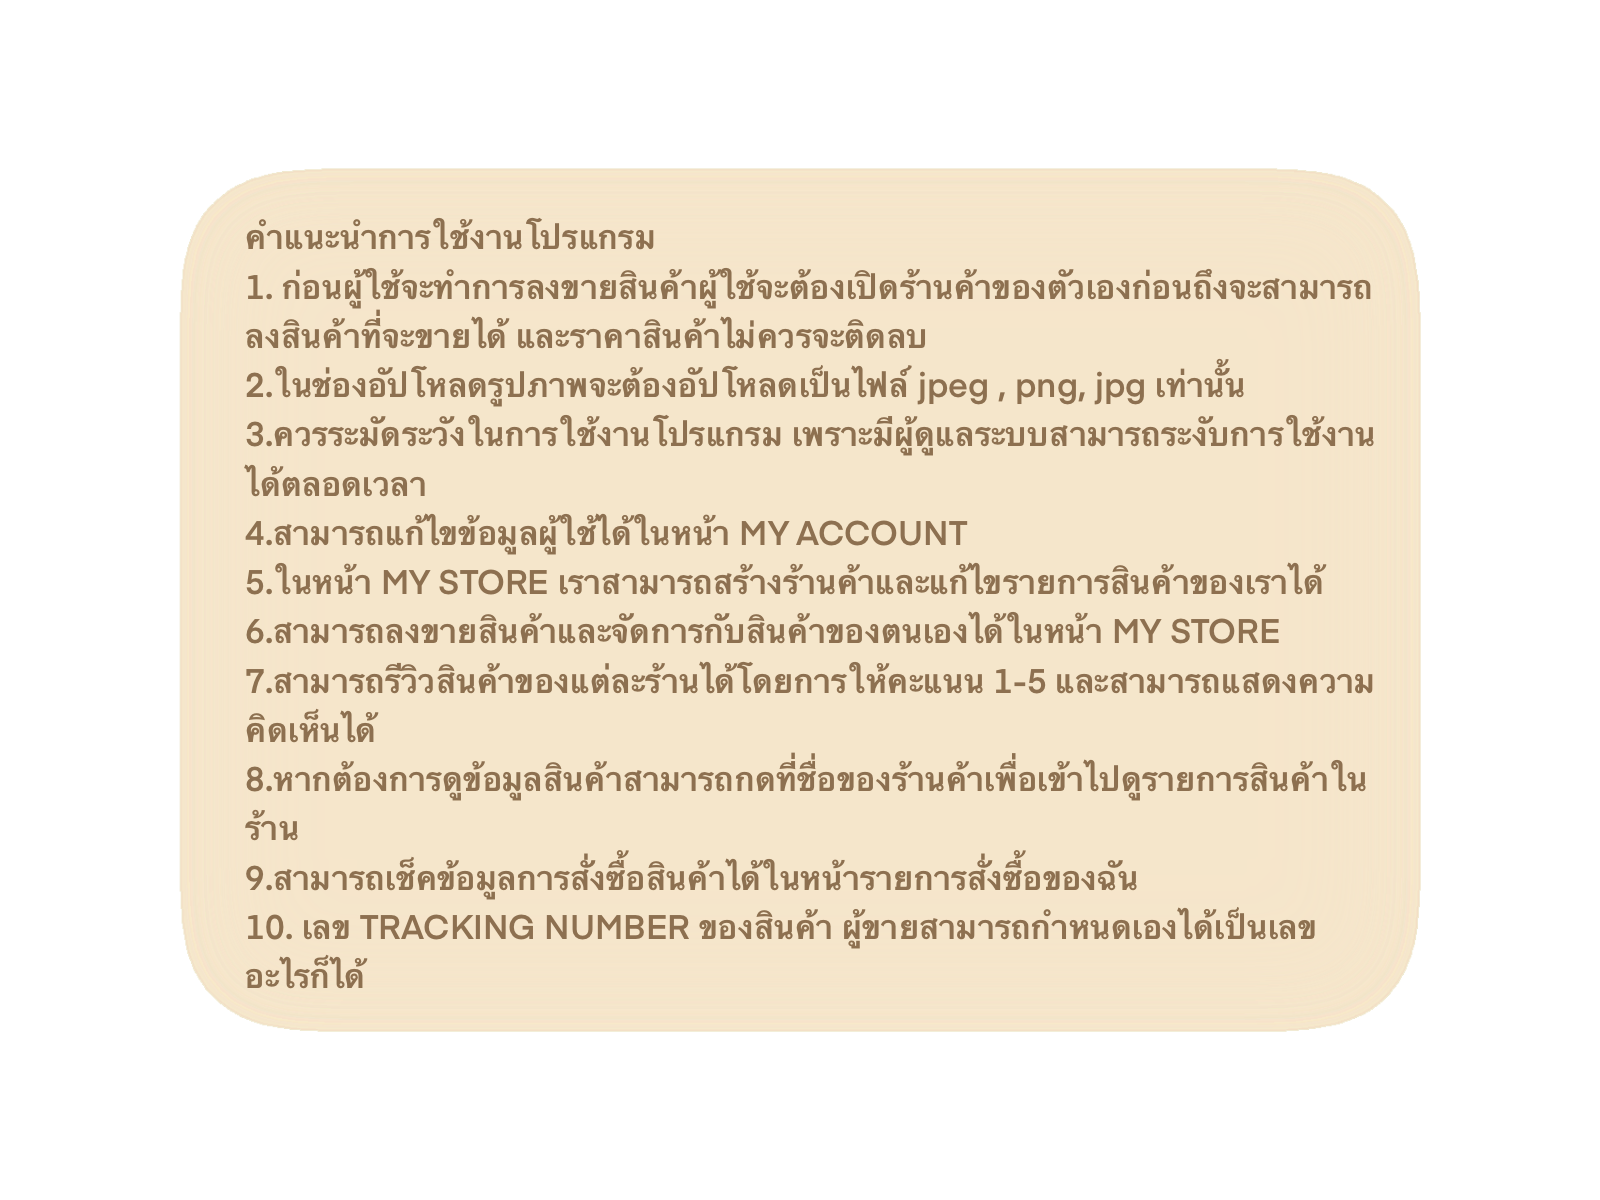 คำแนะนำการใช้งานโปรแกรม
1. ก่อนผู้ใช้จะทำการลงขายสินค้าผู้ใช้จะต้องเปิดร้านค้าของตัวเองก่อนถึงจะสามารถ
ลงสินค้าที่จะขายได้ และราคาสินค้าไม่ควรจะติดลบ
2.ในช่องอัปโหลดรูปภาพจะต้องอัปโหลดเป็นไฟล์ jpeg , png, jpg เท่านั้น
3.ควรระมัดระวังในการใช้งานโปรแกรม เพราะมีผู้ดูแลระบบสามารถระงับการใช้งาน
ได้ตลอดเวลา
4.สามารถแก้ไขข้อมูลผู้ใช้ได้ในหน้า MY ACCOUNT
5.ในหน้า MY STORE เราสามารถสร้างร้านค้าและแก้ไขรายการสินค้าของเราได้
6.สามารถลงขายสินค้าและจัดการกับสินค้าของตนเองได้ในหน้า MY STORE
7.สามารถรีวิวสินค้าของแต่ละร้านได้โดยการให้คะแนน 1-5 และสามารถแสดงความ
คิดเห็นได้
8.หากต้องการดูข้อมูลสินค้าสามารถกดที่ชื่อของร้านค้าเพื่อเข้าไปดูรายการสินค้าใน
ร้าน
9.สามารถเช็คข้อมูลการสั่งซื้อสินค้าได้ในหน้ารายการสั่งซื้อของฉัน
10. เลข TRACKING NUMBER ของสินค้า ผู้ขายสามารถกำหนดเองได้เป็นเลข
อะไรก็ได้